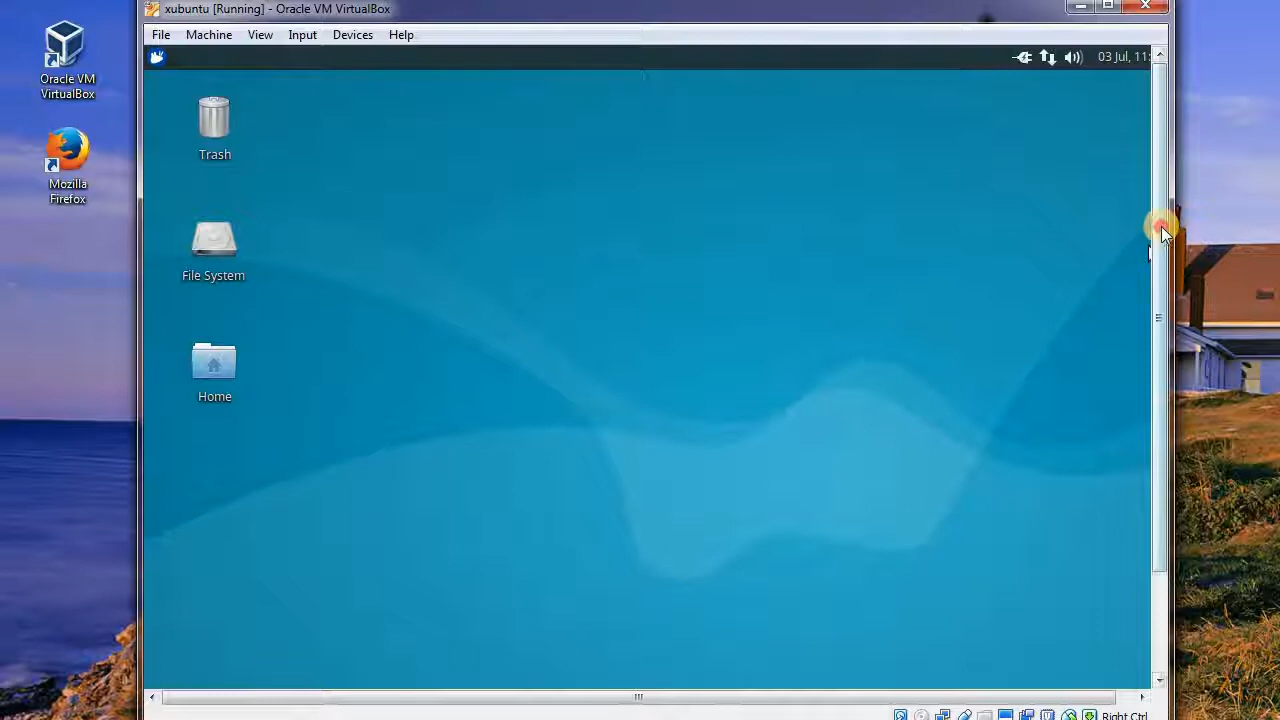 xubuntu [Running] - Oracle VM VirtualBox
File Machine View Input Devices Help
03 Jul, 11:
Oracle VM
VirtualBox
Mozilla
Firefox
Trash
File System
Home
Right Ctrl